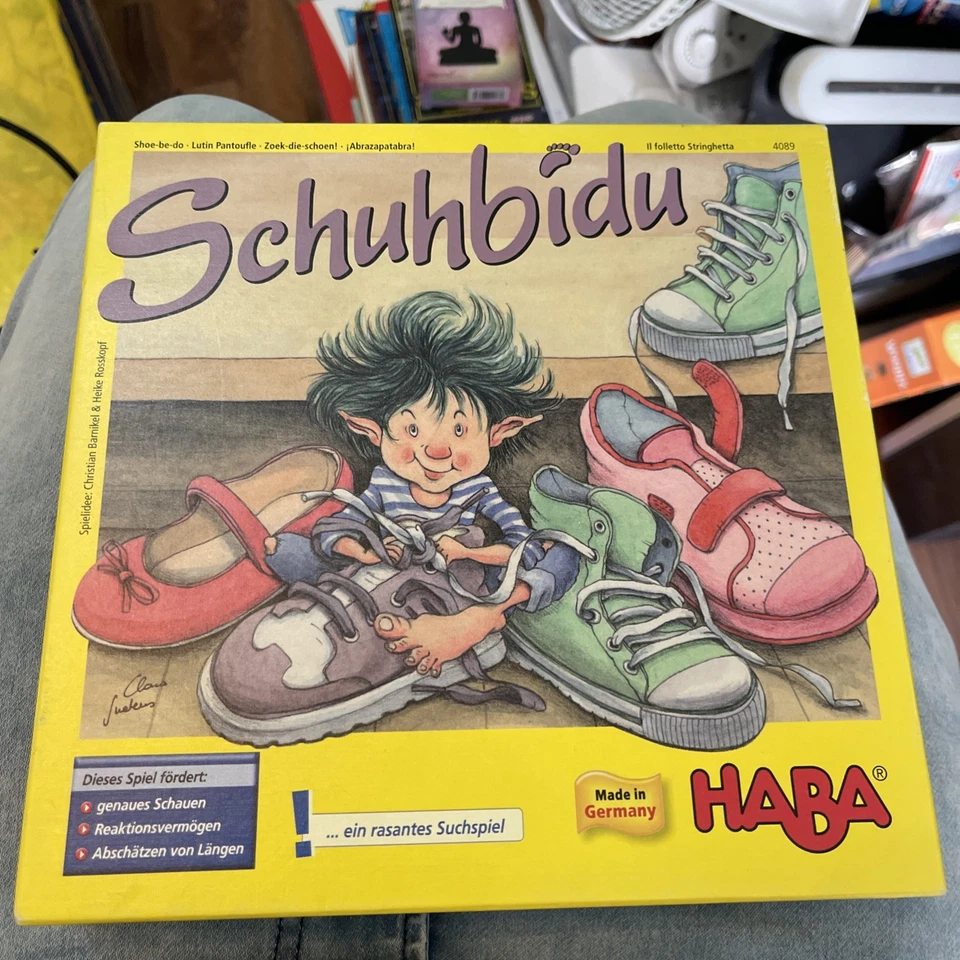 Shoe-be-do · Lutin Pantoufle · Zoek-die-schoen! · ¡Abrazapatabra!
Il folletto Stringhetta
4089
Schuhbidu
Spielidee: Christian Barnikel & Heike Rosskopf
Dieses Spiel fördert:
genaues Schauen
Reaktionsvermögen
Abschätzen von Längen
! ... ein rasantes Suchspiel
Made in
Germany
HABA®